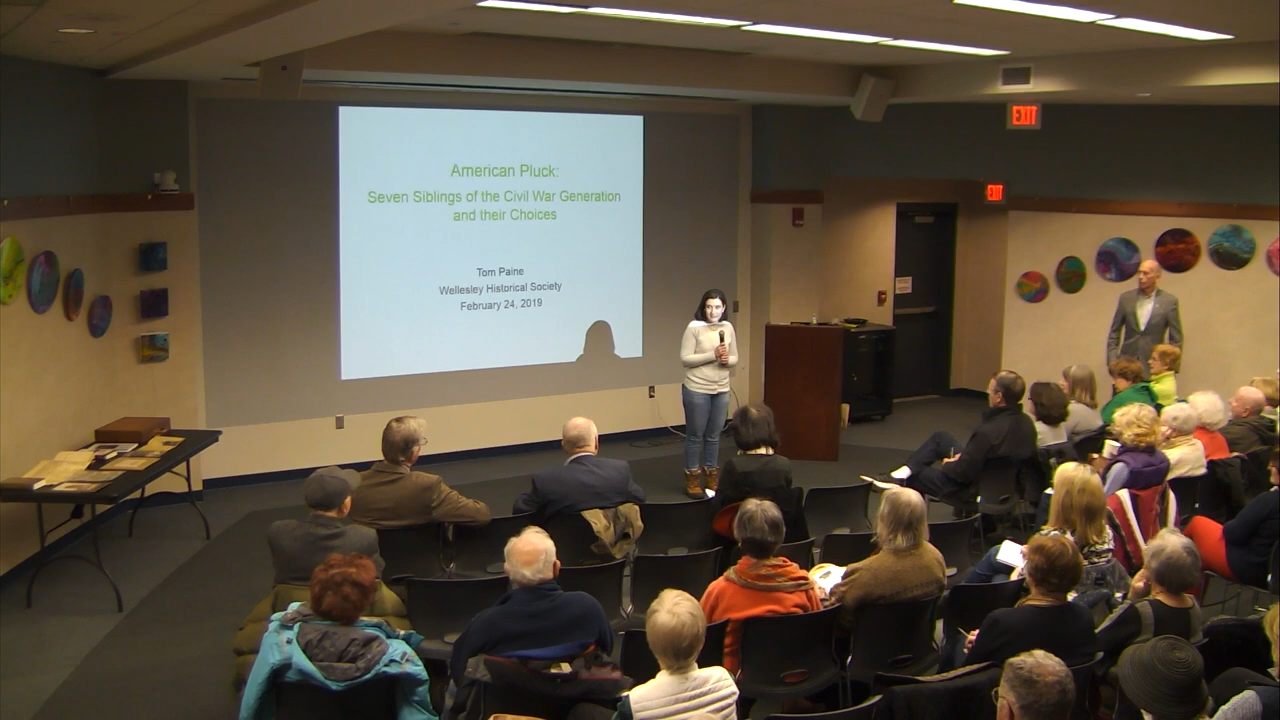 American Pluck:
Seven Siblings of the Civil War Generation
and their Choices
Tom Paine
Wellesley Historical Society
February 24, 2019
EXIT
EXIT